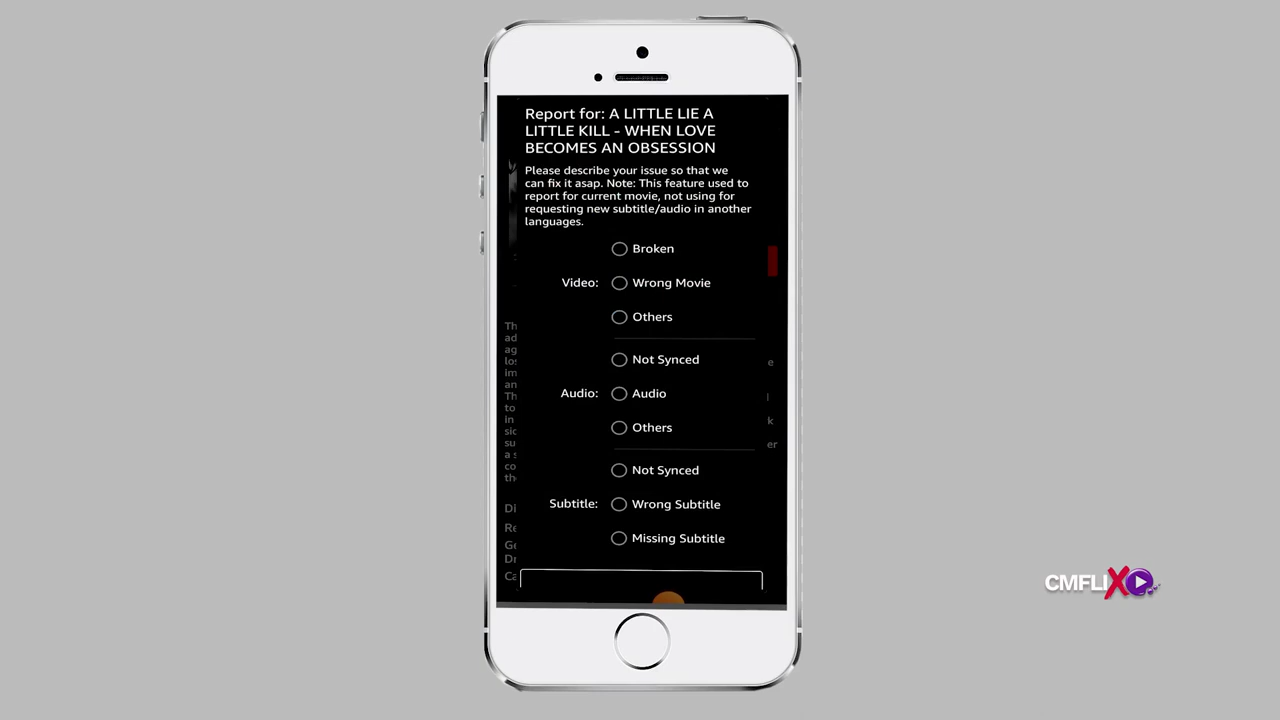 Report for: A LITTLE LIE A
LITTLE KILL - WHEN LOVE
BECOMES AN OBSESSION
Please describe your issue so that we
can fix it asap. Note: This feature used to
report for current movie, not using for
requesting new subtitle/audio in another
languages.
Broken
Video:
Wrong Movie
Others
Not Synced
Audio:
Audio
Others
Not Synced
Subtitle:
Wrong Subtitle
Missing Subtitle
CMFLIX